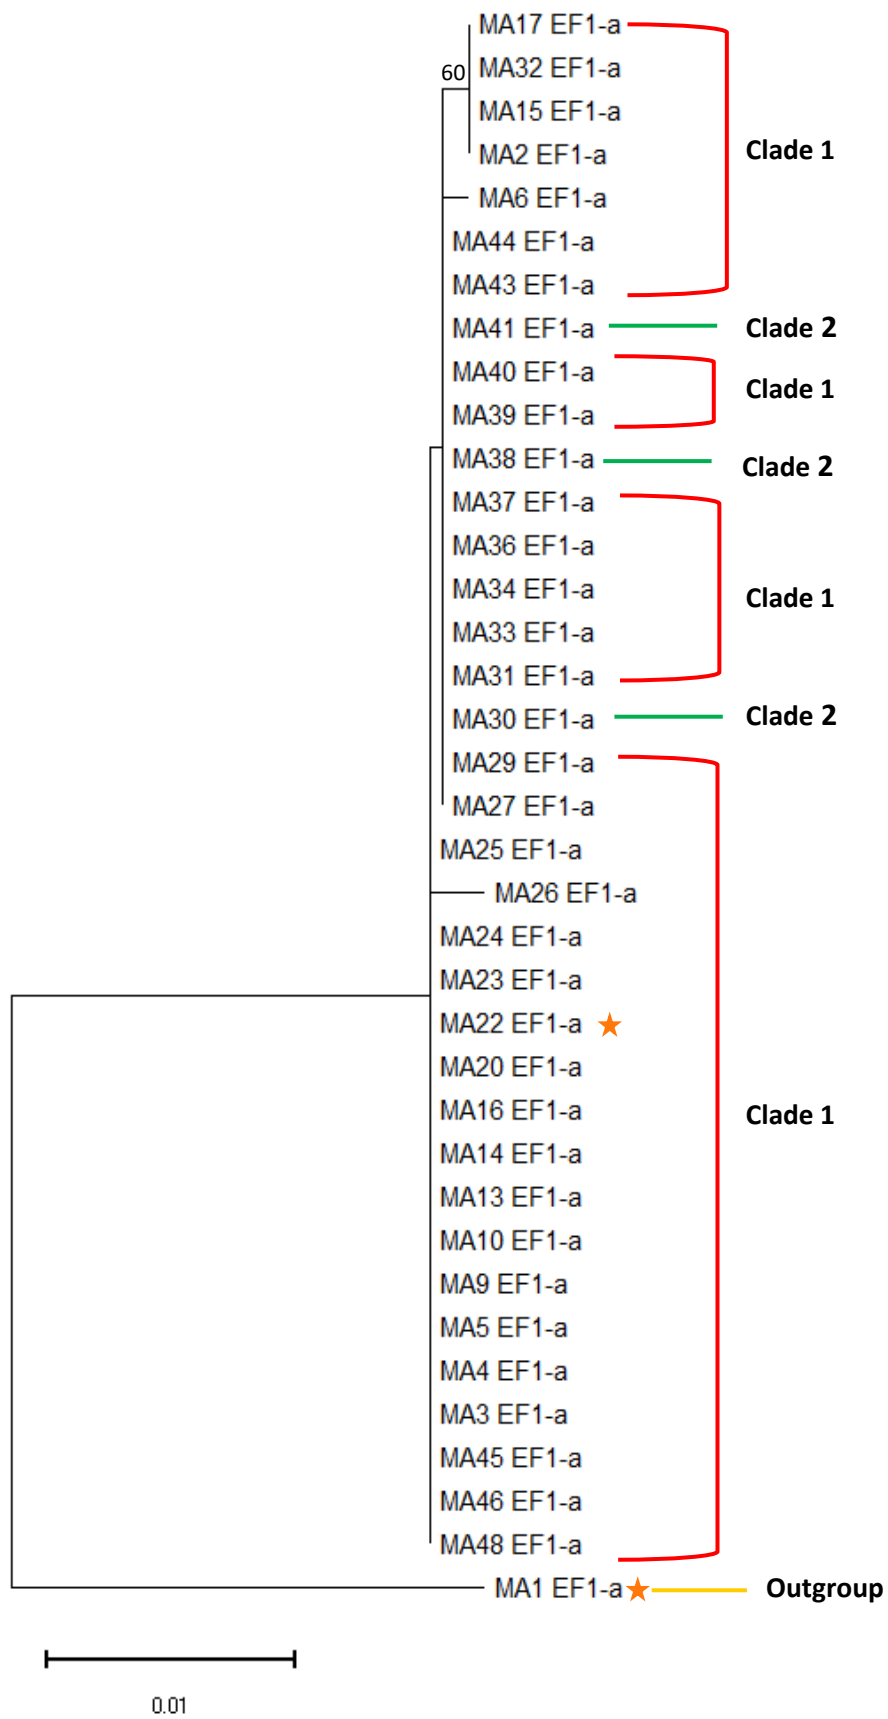 MA17 EF1-a
60
MA32 EF1-a
MA15 EF1-a
MA2 EF1-a
Clade 1
MA6 EF1-a
MA44 EF1-a
MA43 EF1-a
MA41 EF1-a
Clade 2
MA40 EF1-a
Clade 1
MA39 EF1-a
MA38 EF1-a
Clade 2
MA37 EF1-a
MA36 EF1-a
MA34 EF1-a
Clade 1
MA33 EF1-a
MA31 EF1-a
MA30 EF1-a
Clade 2
MA29 EF1-a
MA27 EF1-a
MA25 EF1-a
MA26 EF1-a
MA24 EF1-a
MA23 EF1-a
MA22 EF1-a
MA20 EF1-a
MA16 EF1-a
Clade 1
MA14 EF1-a
MA13 EF1-a
MA10 EF1-a
MA9 EF1-a
MA5 EF1-a
MA4 EF1-a
MA3 EF1-a
MA45 EF1-a
MA46 EF1-a
MA48 EF1-a
MA1 EF1-a
Outgroup
0.01